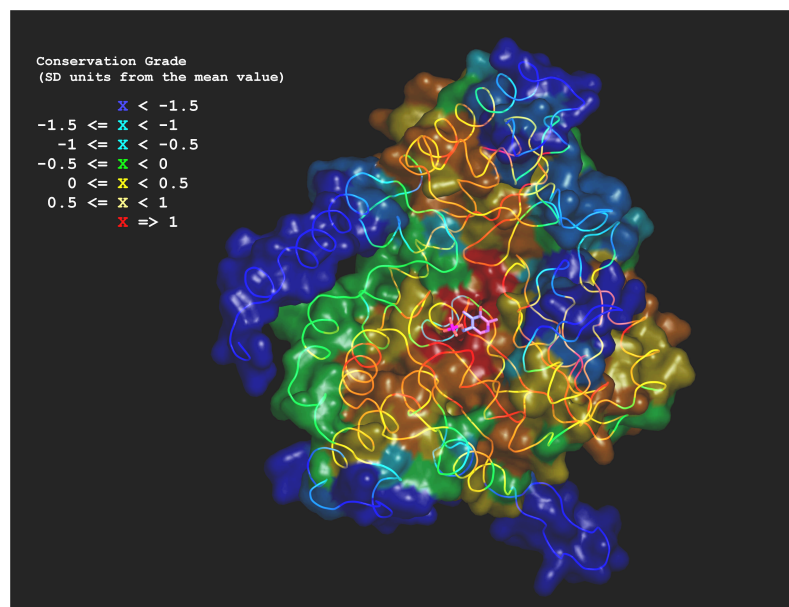 Conservation Grade
(SD units from the mean value)
X < -1.5
-1.5 <= X < -1
-1 <= X < -0.5
-0.5 <= X < 0
0 <= X < 0.5
0.5 <= X < 1
X => 1